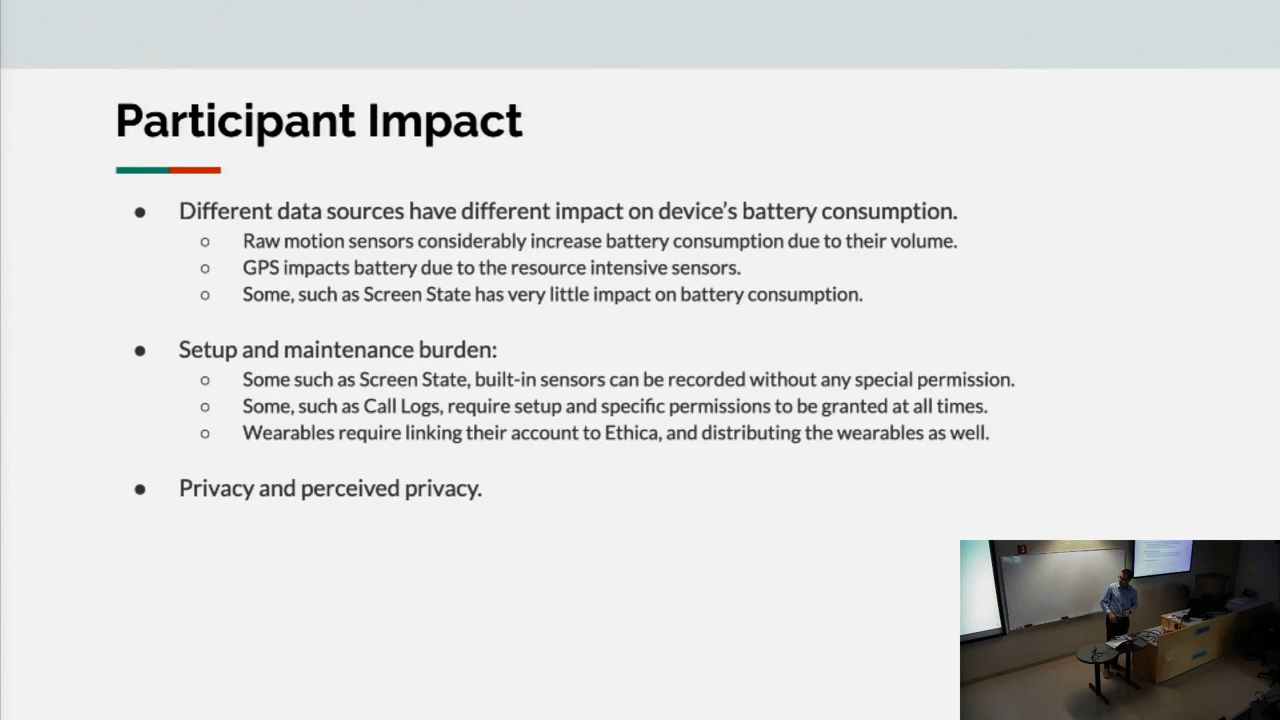 Participant Impact
● Different data sources have different impact on device's battery consumption.
○ Raw motion sensors considerably increase battery consumption due to their volume.
○ GPS impacts battery due to the resource intensive sensors.
○ Some, such as Screen State has very little impact on battery consumption.
● Setup and maintenance burden:
○ Some such as Screen State, built-in sensors can be recorded without any special permission.
○ Some, such as Call Logs, require setup and specific permissions to be granted at all times.
○ Wearables require linking their account to Ethica, and distributing the wearables as well.
● Privacy and perceived privacy.